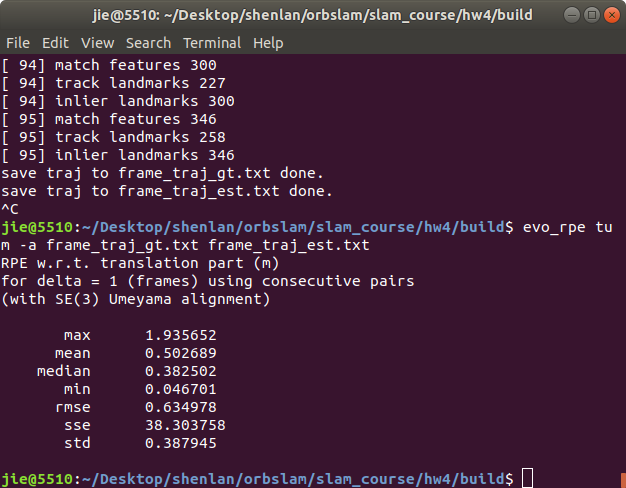 jie@5510: ~/Desktop/shenlan/orbslam/slam_course/hw4/build
File Edit View Search Terminal Help
[ 94] match features 300
[ 94] track landmarks 227
[ 94] inlier landmarks 300
[ 95] match features 346
[ 95] track landmarks 258
[ 95] inlier landmarks 346
save traj to frame_traj_gt.txt done.
save traj to frame_traj_est.txt done.
^C
jie@5510:~/Desktop/shenlan/orbslam/slam_course/hw4/build$ evo_rpe tu
m -a frame_traj_gt.txt frame_traj_est.txt
RPE w.r.t. translation part (m)
for delta = 1 (frames) using consecutive pairs
(with SE(3) Umeyama alignment)
max 1.935652
mean 0.502689
median 0.382502
min 0.046701
rmse 0.634978
sse 38.303758
std 0.387945
jie@5510:~/Desktop/shenlan/orbslam/slam_course/hw4/build$